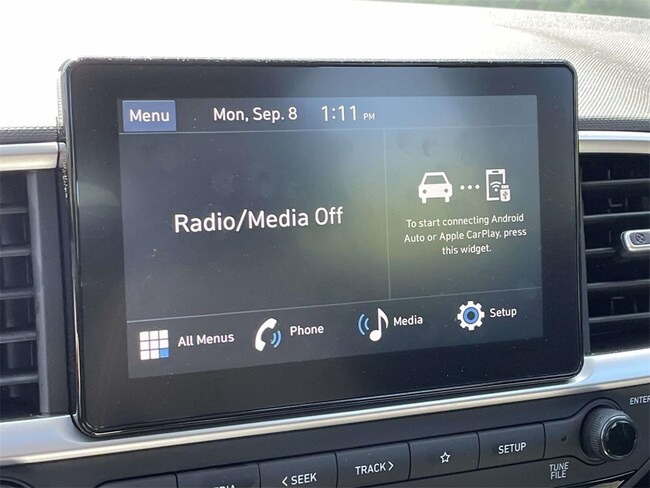 Menu Mon, Sep. 8 1:11 PM
Radio/Media Off
To start connecting Android
Auto or Apple CarPlay, press
this widget.
All Menus Phone Media Setup
ENTER
< SEEK TRACK > ☆ SETUP
TUNE
FILE